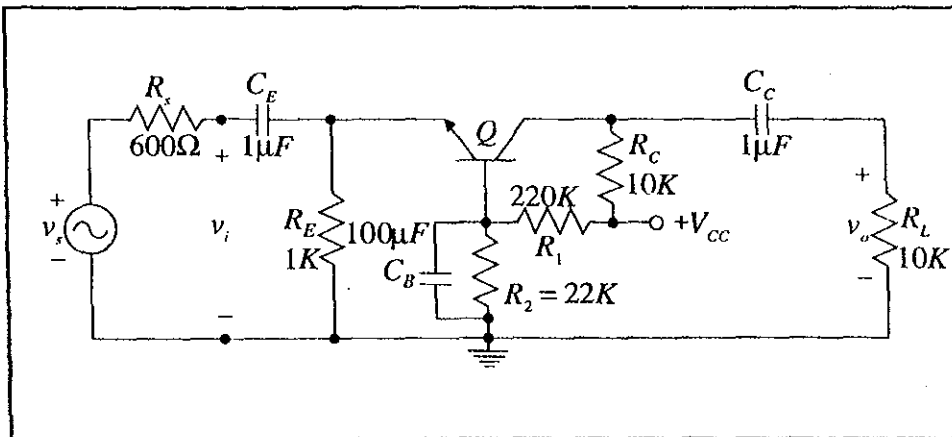 R_s
600Ω
C_E
1μF
+
v_s
−
+
v_i
−
R_E
1K
Q
100μF
C_B
220K
R_1
R_2 = 22K
R_C
10K
+V_CC
C_C
1μF
+
v_o
−
R_L
10K